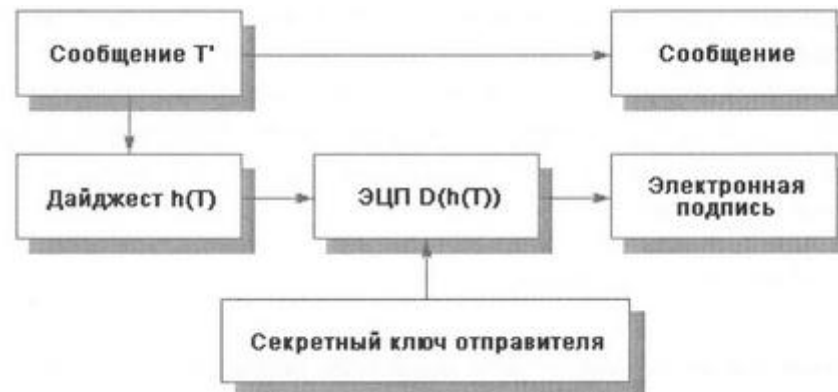 Сообщение T'
Сообщение
Дайджест h(T)
ЭЦП D(h(T))
Электронная
подпись
Секретный ключ отправителя